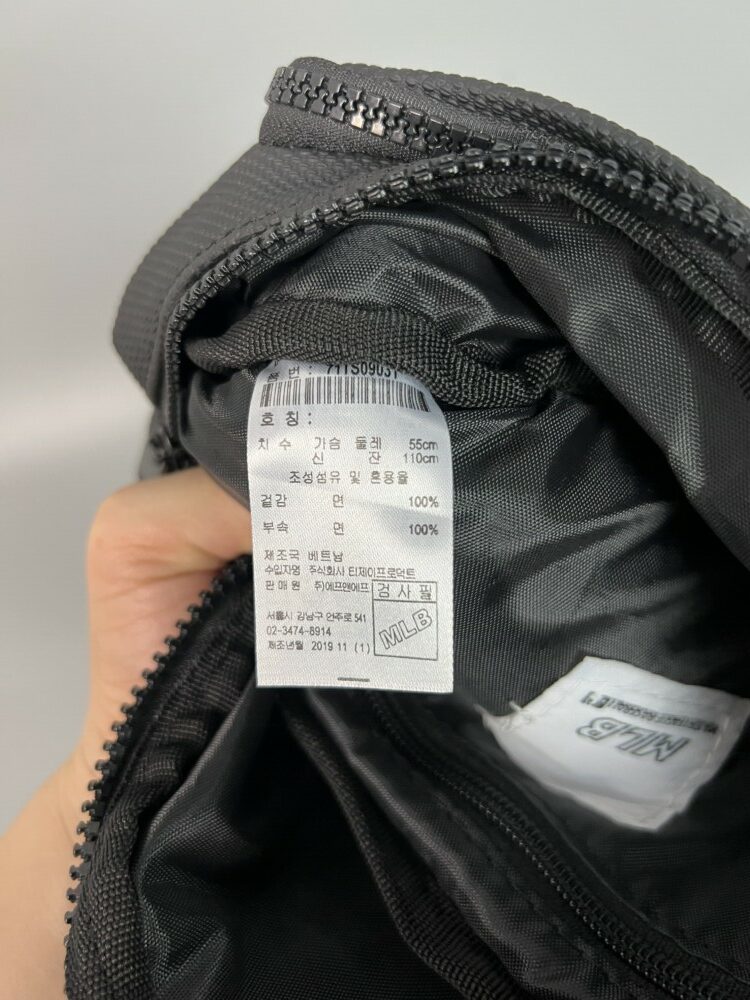 품 번 : 71TS09031
호 칭 :
치 수 가슴 둘레 55cm
신 잔 110cm
조성섬유 및 혼용율
겉감 면 100%
부속 면 100%
제조국 베트남
수입자명 주식회사 티제이프로덕트
판 매 원 주)에프앤에프
검 사 필
MLB
서울시 강남구 언주로 541
02-3474-8914
제조년월 2019 11 (1)
MLB